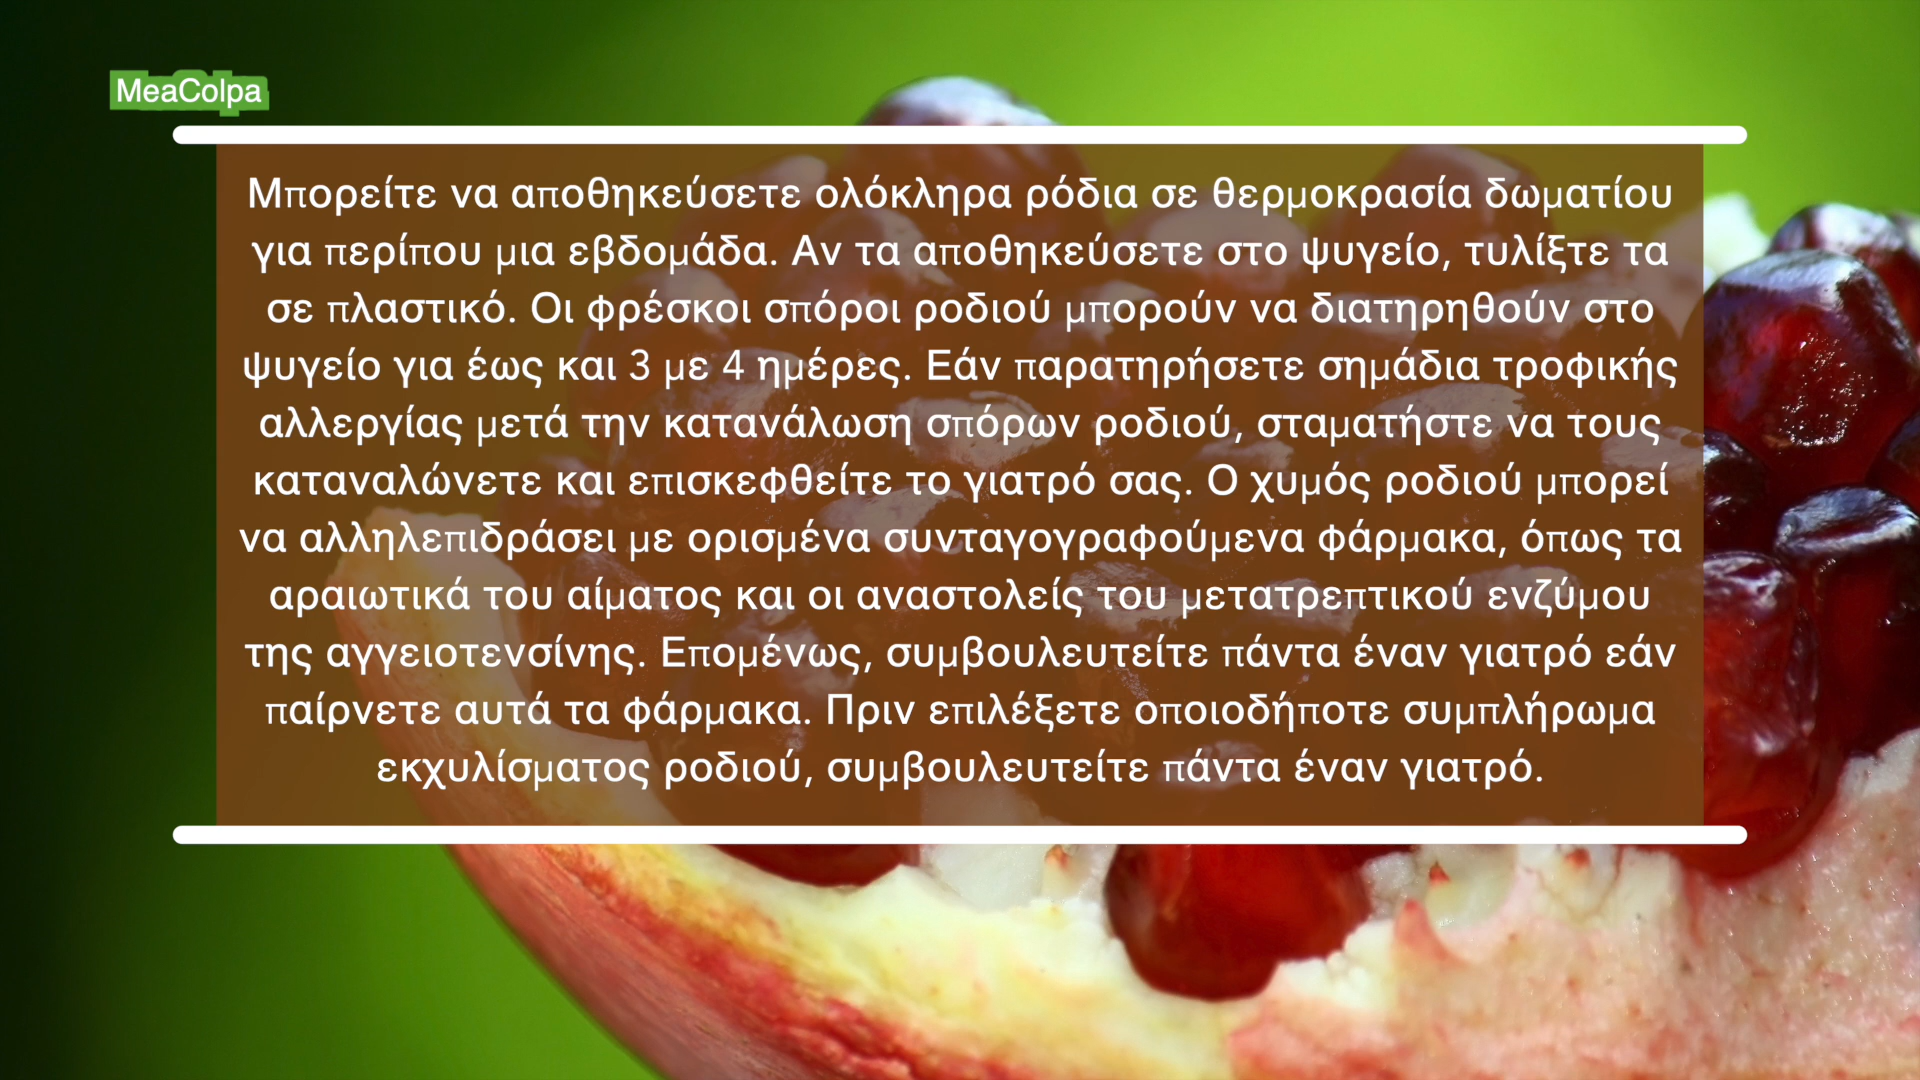 MeaColpa
Μπορείτε να αποθηκεύσετε ολόκληρα ρόδια σε θερμοκρασία δωματίου
για περίπου μια εβδομάδα. Αν τα αποθηκεύσετε στο ψυγείο, τυλίξτε τα
σε πλαστικό. Οι φρέσκοι σπόροι ροδιού μπορούν να διατηρηθούν στο
ψυγείο για έως και 3 με 4 ημέρες. Εάν παρατηρήσετε σημάδια τροφικής
αλλεργίας μετά την κατανάλωση σπόρων ροδιού, σταματήστε να τους
καταναλώνετε και επισκεφθείτε το γιατρό σας. Ο χυμός ροδιού μπορεί
να αλληλεπιδράσει με ορισμένα συνταγογραφούμενα φάρμακα, όπως τα
αραιωτικά του αίματος και οι αναστολείς του μετατρεπτικού ενζύμου
της αγγειοτενσίνης. Επομένως, συμβουλευτείτε πάντα έναν γιατρό εάν
παίρνετε αυτά τα φάρμακα. Πριν επιλέξετε οποιοδήποτε συμπλήρωμα
εκχυλίσματος ροδιού, συμβουλευτείτε πάντα έναν γιατρό.